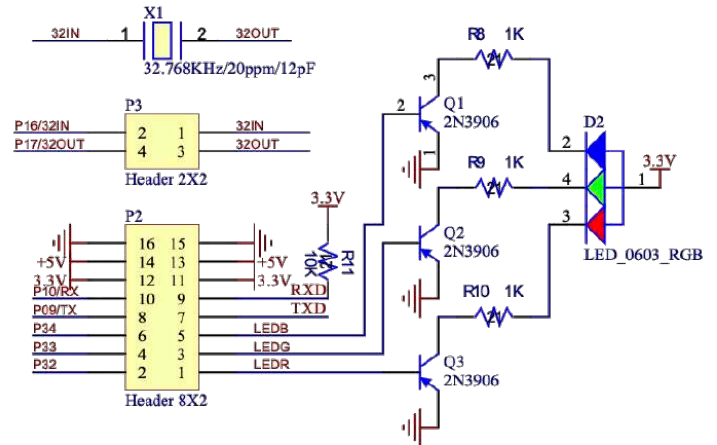 X1
32IN 1 2 32OUT
32.768KHz/20ppm/12pF
P3
P16/32IN 2 1 32IN
P17/32OUT 4 3 32OUT
Header 2X2
P2
16 15
+5V 14 13 +5V
3.3V 12 11 3.3V
P10/RX 10 9 RXD
P09/TX 8 7 TXD
P34 6 5 LEDB
P33 4 3 LEDG
P32 2 1 LEDR
Header 8X2
3.3V
R11
10K
R8 1K
21
3
2
Q1
2N3906
1
R9 1K
21
Q2
2N3906
R10 1K
21
Q3
2N3906
D2
2
4
3
1
3.3V
LED_0603_RGB